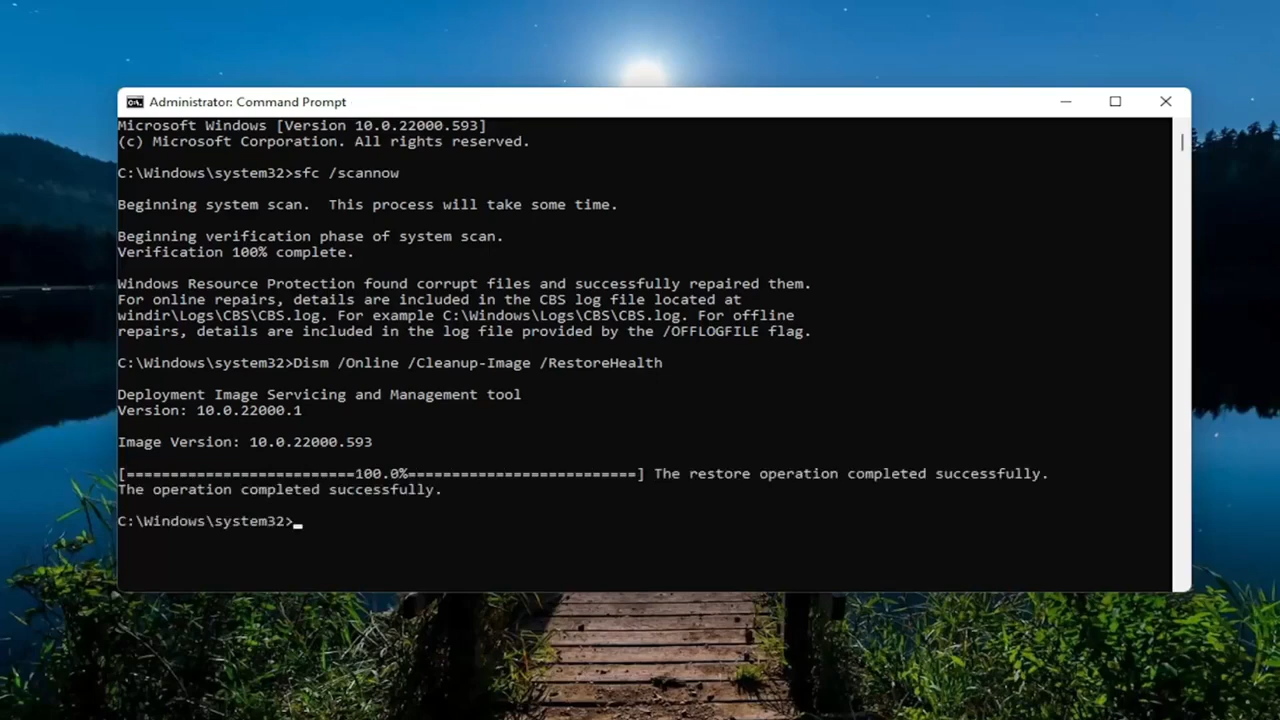 Administrator: Command Prompt
Microsoft Windows [Version 10.0.22000.593]
(c) Microsoft Corporation. All rights reserved.
C:\Windows\system32>sfc /scannow
Beginning system scan.  This process will take some time.
Beginning verification phase of system scan.
Verification 100% complete.
Windows Resource Protection found corrupt files and successfully repaired them.
For online repairs, details are included in the CBS log file located at
windir\Logs\CBS\CBS.log. For example C:\Windows\Logs\CBS\CBS.log. For offline
repairs, details are included in the log file provided by the /OFFLOGFILE flag.
C:\Windows\system32>Dism /Online /Cleanup-Image /RestoreHealth
Deployment Image Servicing and Management tool
Version: 10.0.22000.1
Image Version: 10.0.22000.593
[==========================100.0%==========================] The restore operation completed successfully.
The operation completed successfully.
C:\Windows\system32>